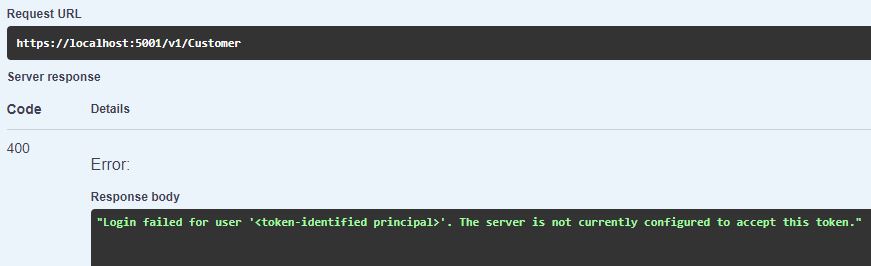 Request URL
https://localhost:5001/v1/Customer
Server response
Code Details
400
Error:
Response body
"Login failed for user '<token-identified principal>'. The server is not currently configured to accept this token."